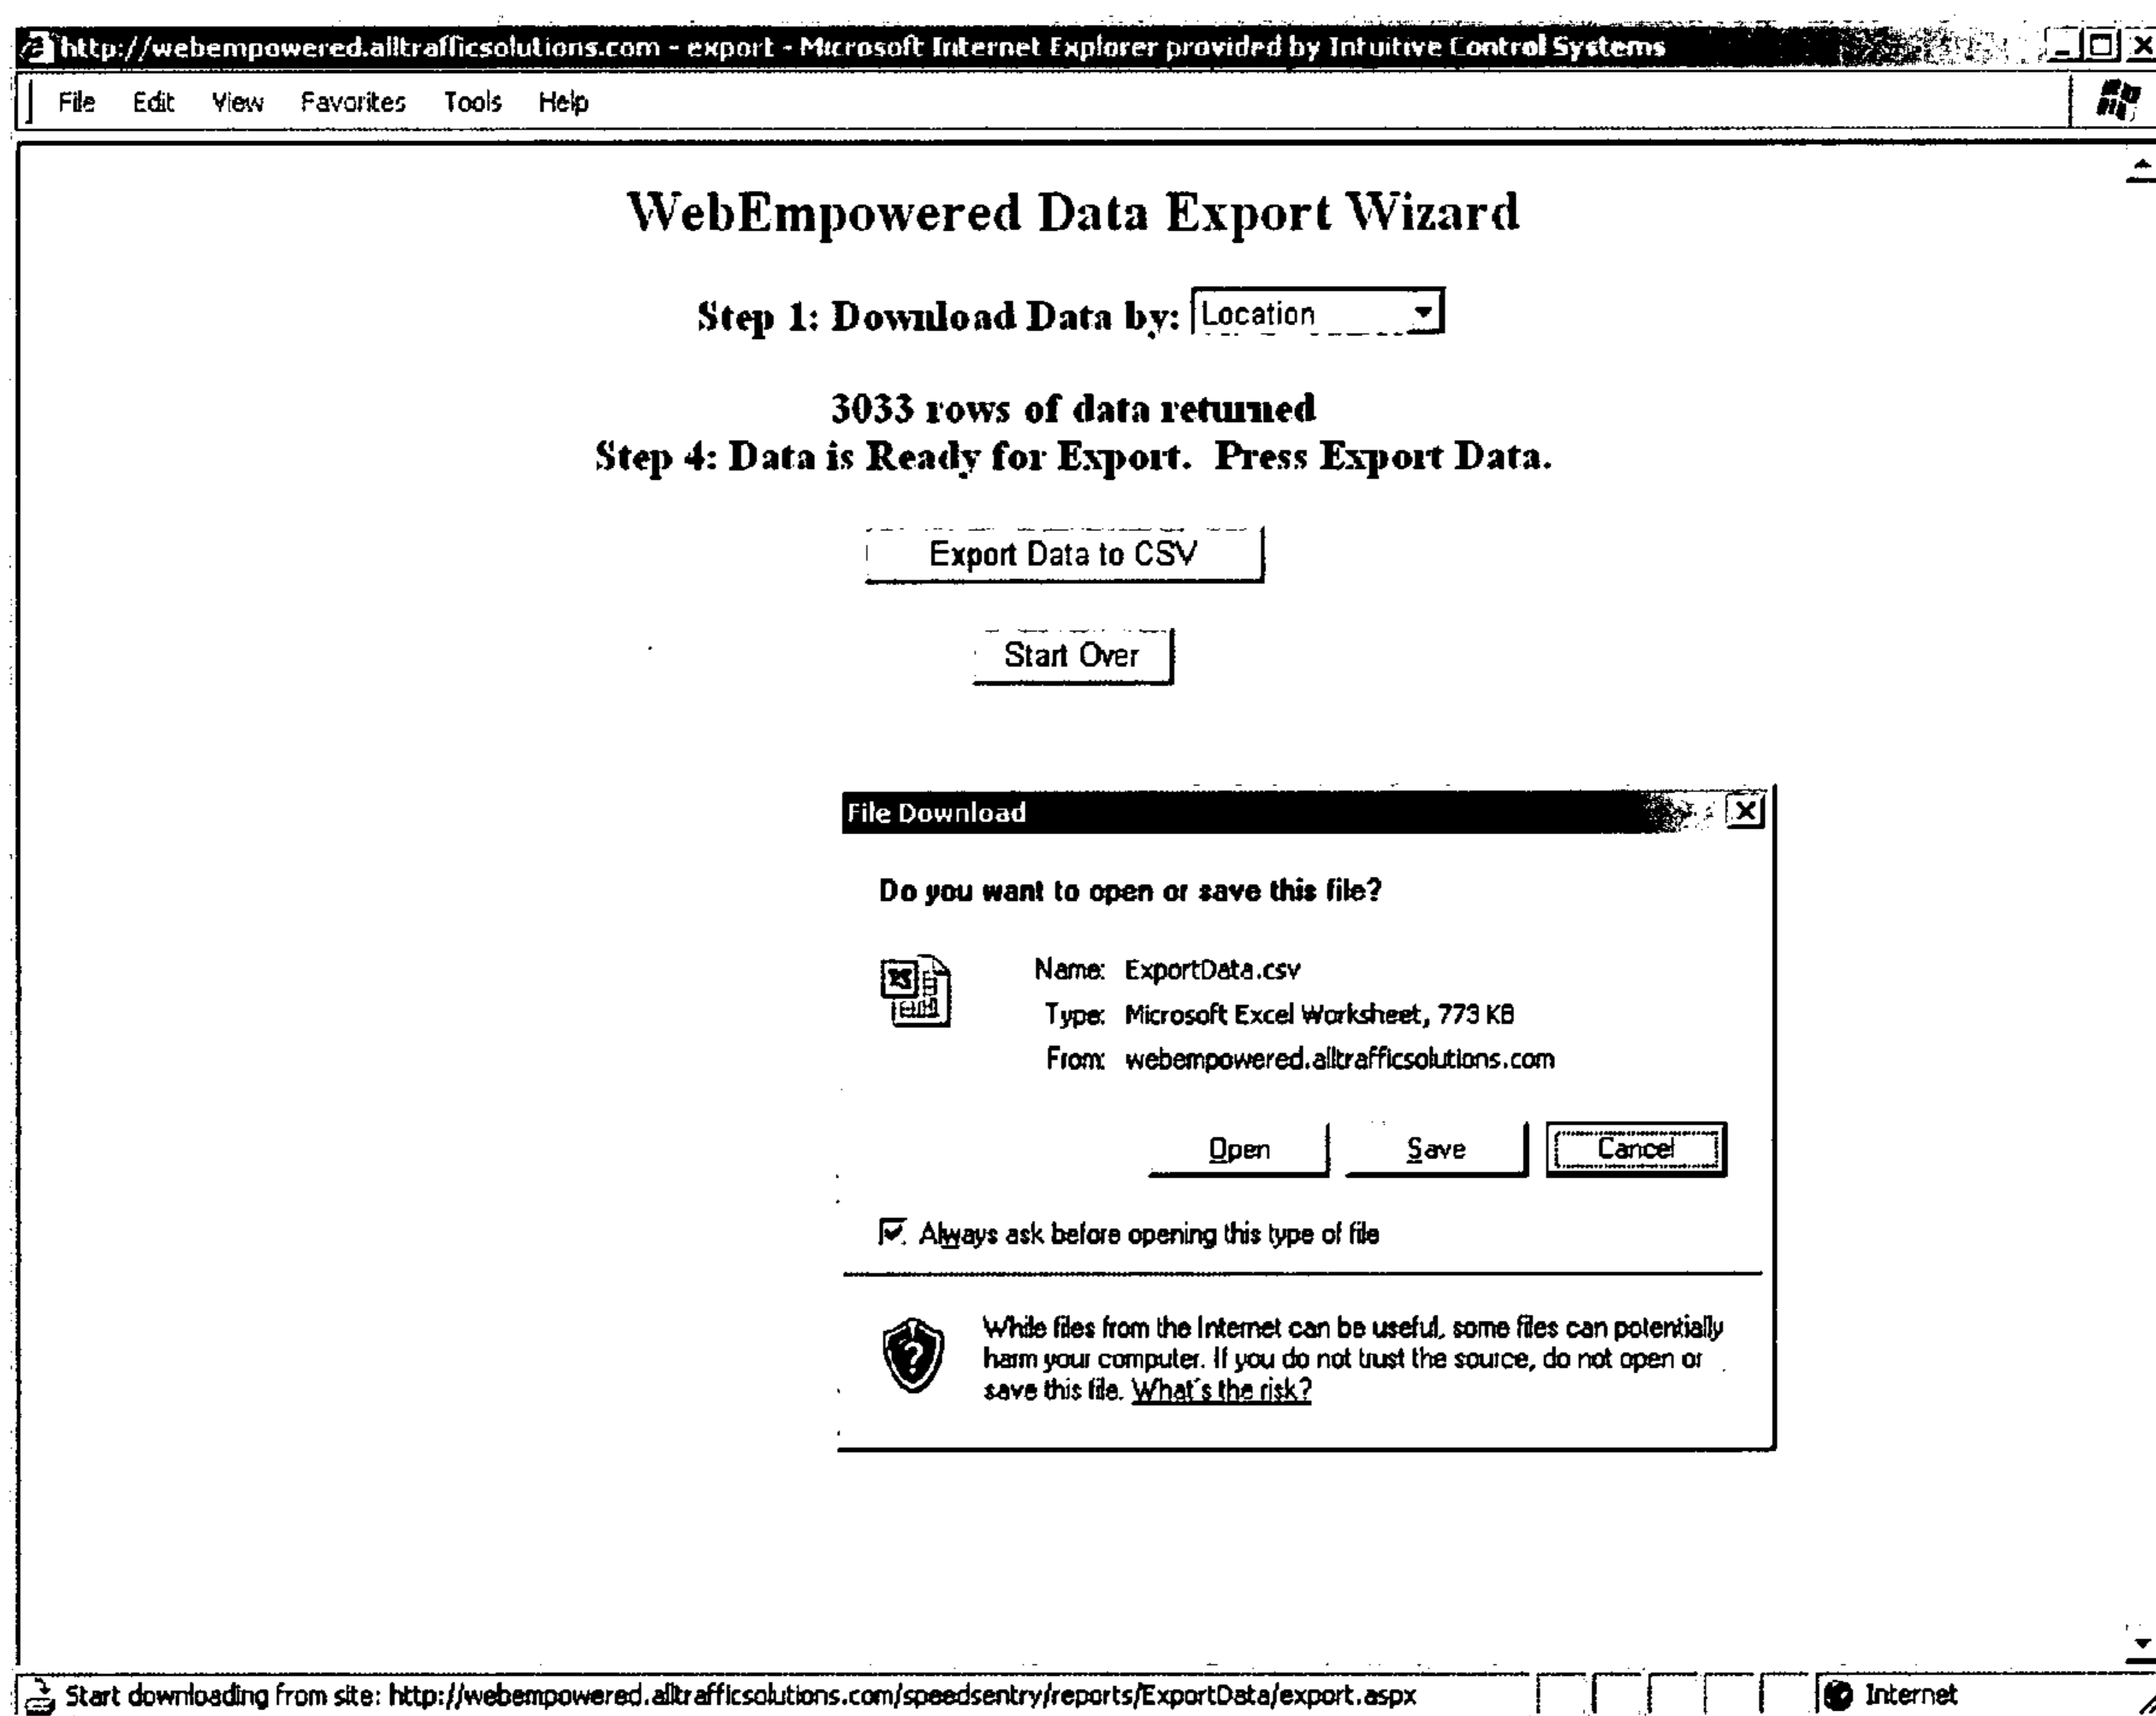 http://webempowered.alltrafficsolutions.com - export - Microsoft Internet Explorer provided by Intuitive Control Systems
File Edit View Favorites Tools Help
WebEmpowered Data Export Wizard
Step 1: Download Data by: Location
3033 rows of data returned
Step 4: Data is Ready for Export. Press Export Data.
Export Data to CSV
Start Over
File Download
Do you want to open or save this file?
Name: ExportData.csv
Type: Microsoft Excel Worksheet, 773 KB
From: webempowered.alltrafficsolutions.com
Open Save Cancel
Always ask before opening this type of file
While files from the Internet can be useful, some files can potentially
harm your computer. If you do not trust the source, do not open or
save this file. What's the risk?
Start downloading from site: http://webempowered.alltrafficsolutions.com/speedsentry/reports/ExportData/export.aspx Internet